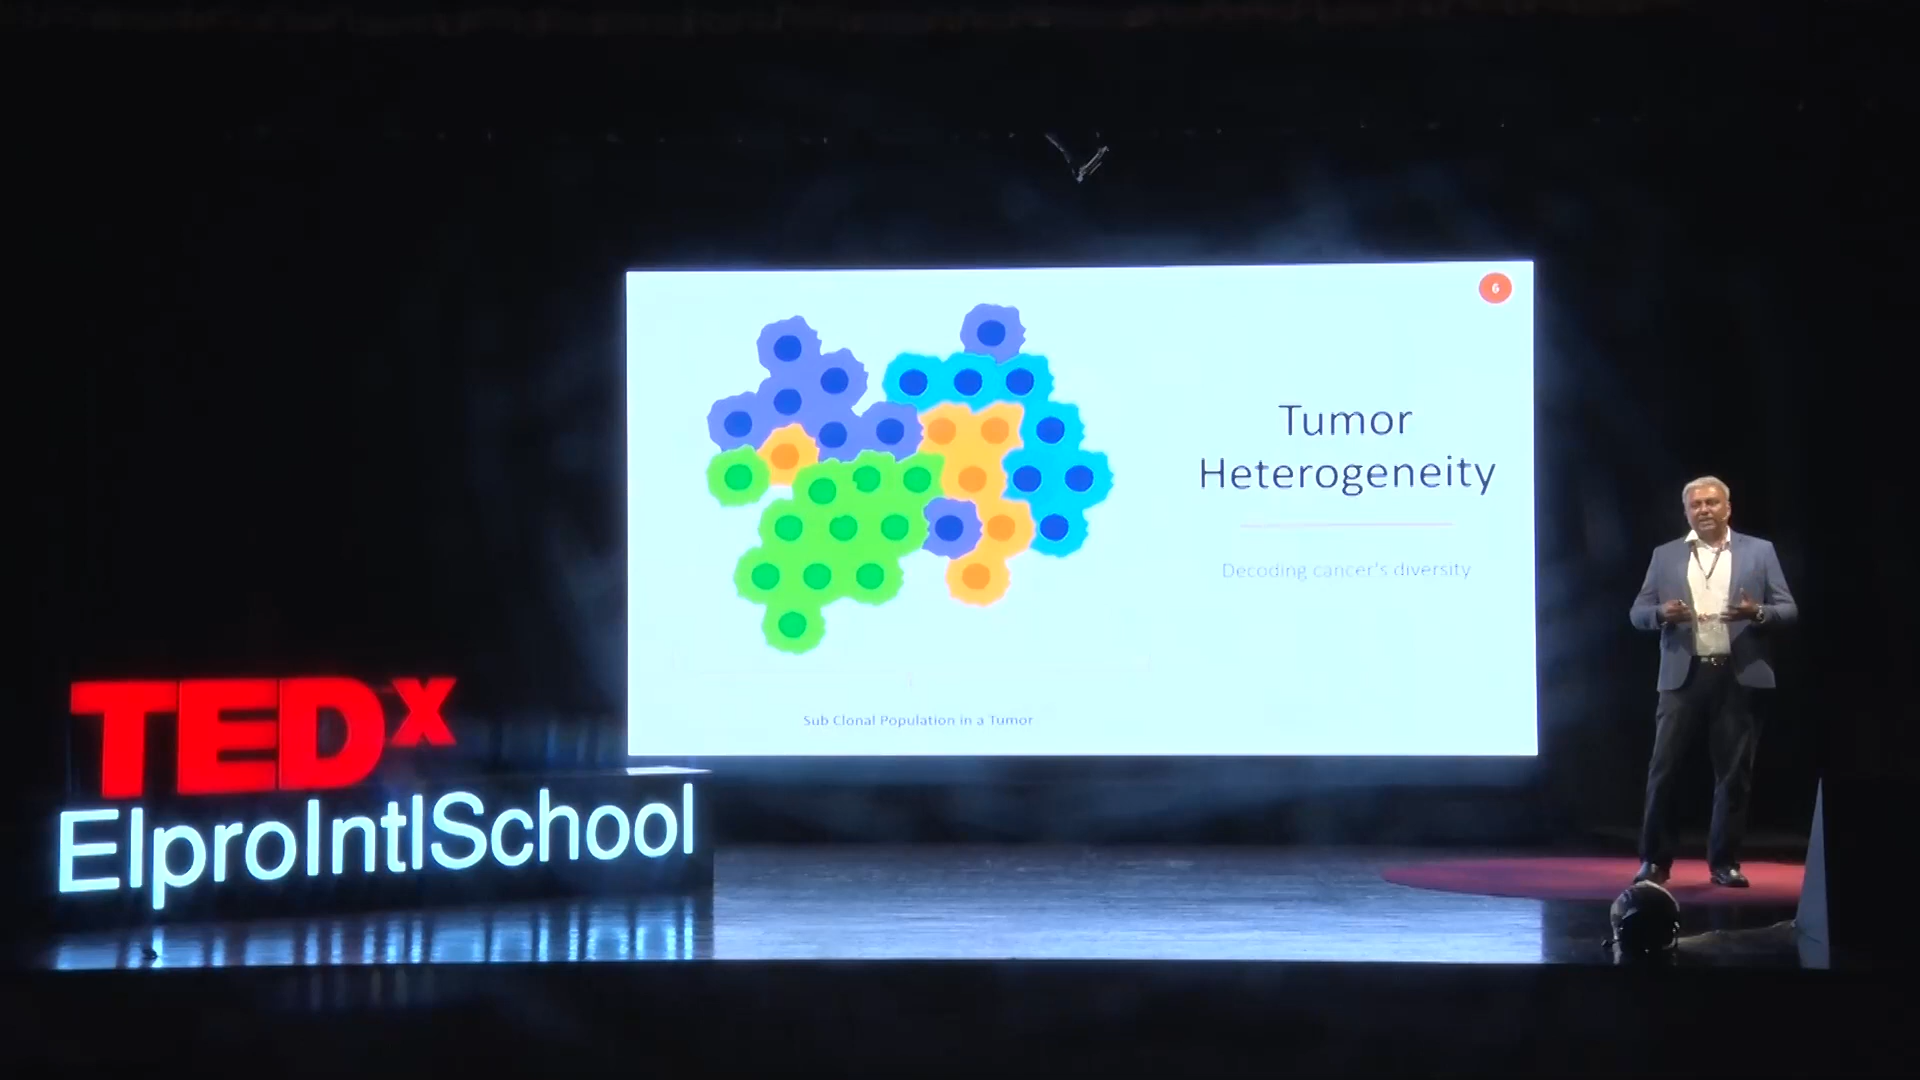 6
Tumor
Heterogeneity
Decoding cancer's diversity
Sub Clonal Population in a Tumor
TEDx
ElproIntlSchool